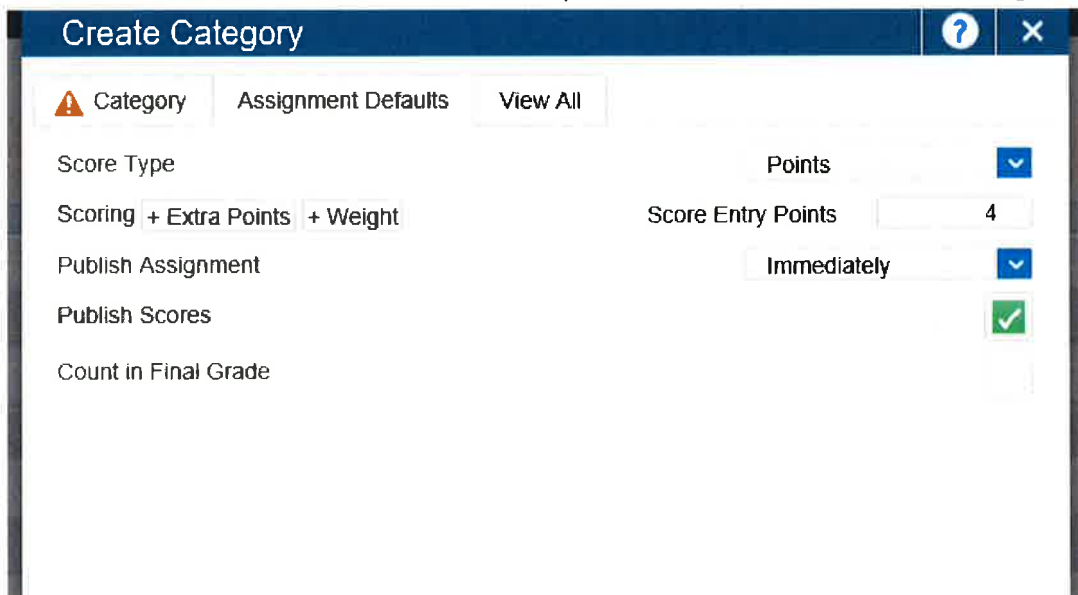 Create Category ? ×
Category Assignment Defaults View All
Score Type Points
Scoring + Extra Points + Weight Score Entry Points 4
Publish Assignment Immediately
Publish Scores
Count in Final Grade